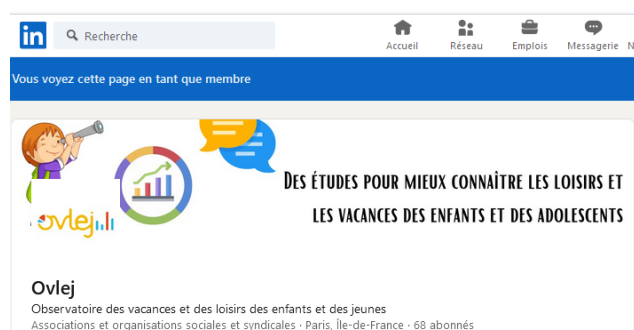 in
Recherche
Accueil
Réseau
Emplois
Messagerie
N
Vous voyez cette page en tant que membre
DES ÉTUDES POUR MIEUX CONNAÎTRE LES LOISIRS ET
LES VACANCES DES ENFANTS ET DES ADOLESCENTS
ovlej
Ovlej
Observatoire des vacances et des loisirs des enfants et des jeunes
Associations et organisations sociales et syndicales · Paris, Île-de-France · 68 abonnés